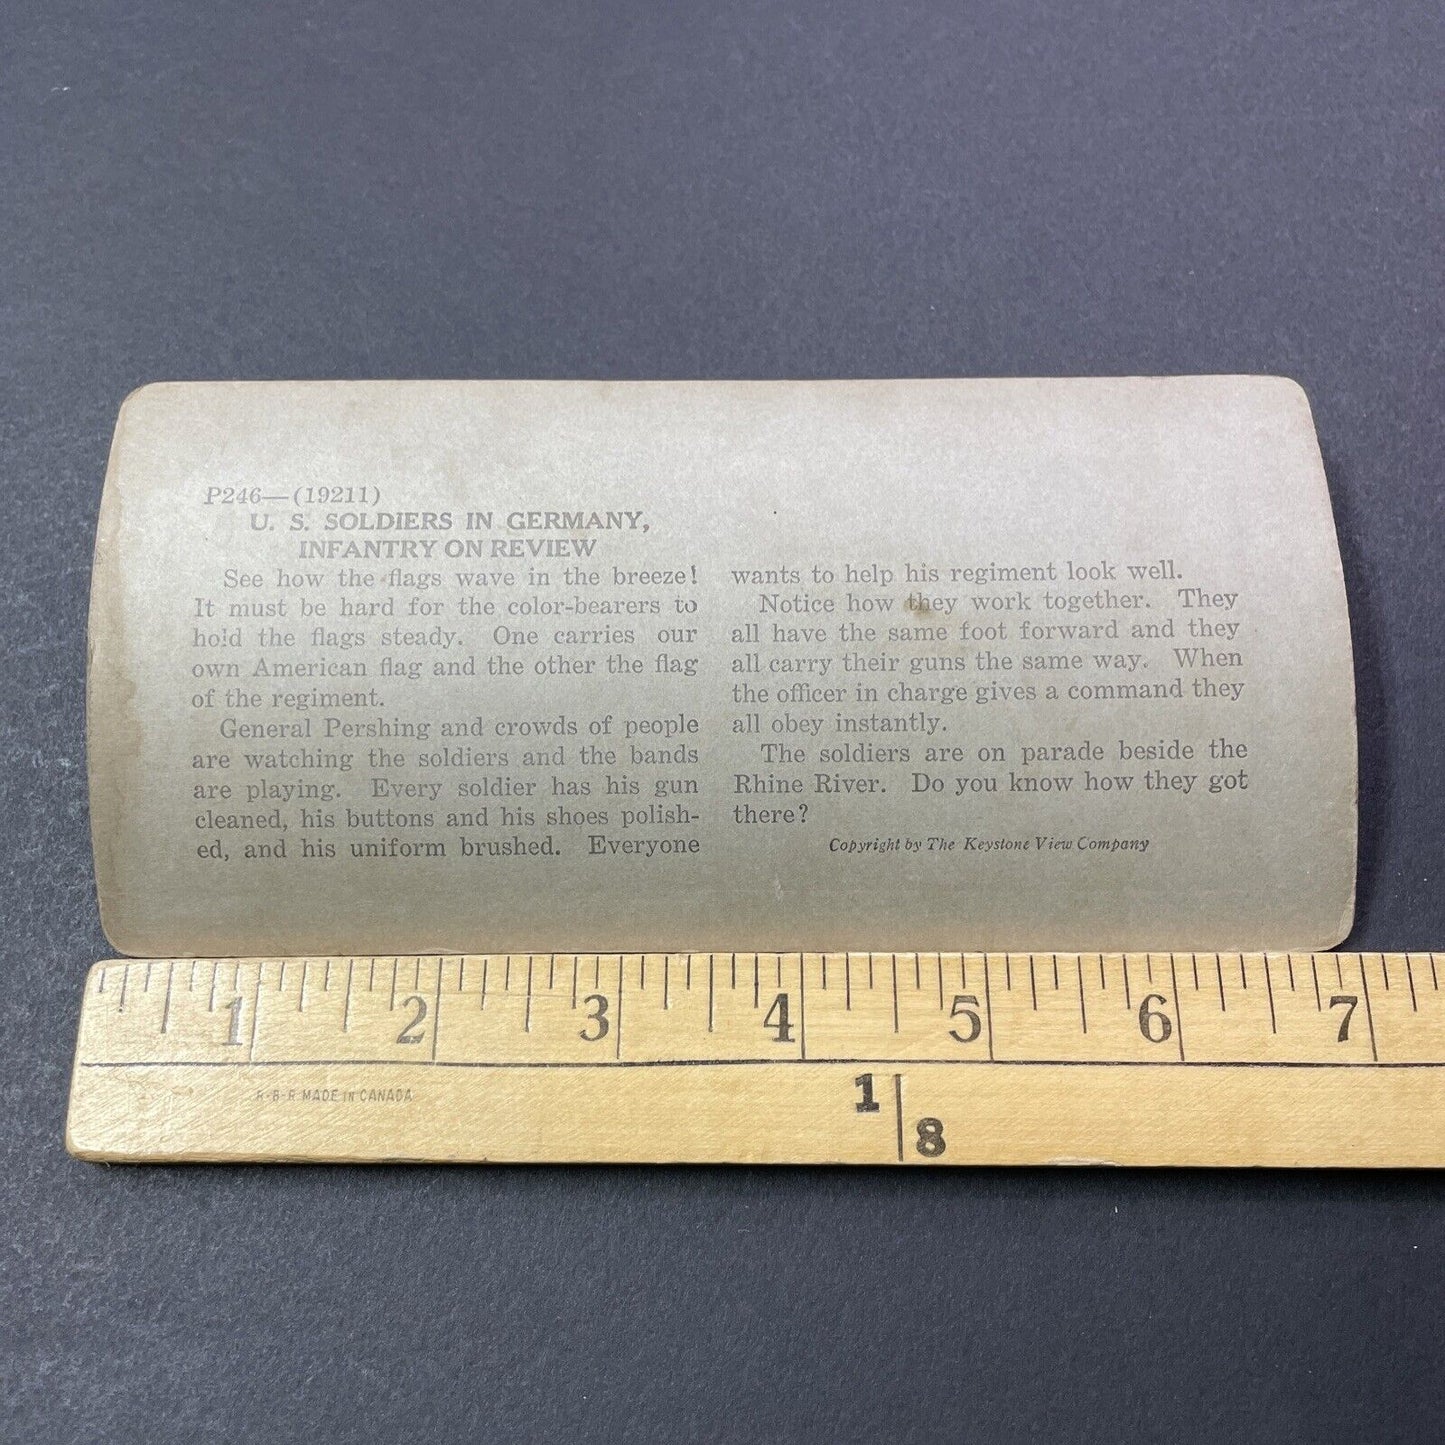 P246—(19211)
U. S. SOLDIERS IN GERMANY,
INFANTRY ON REVIEW
See how the flags wave in the breeze!
It must be hard for the color-bearers to
hold the flags steady. One carries our
own American flag and the other the flag
of the regiment.
General Pershing and crowds of people
are watching the soldiers and the bands
are playing. Every soldier has his gun
cleaned, his buttons and his shoes polish-
ed, and his uniform brushed. Everyone
wants to help his regiment look well.
Notice how they work together. They
all have the same foot forward and they
all carry their guns the same way. When
the officer in charge gives a command they
all obey instantly.
The soldiers are on parade beside the
Rhine River. Do you know how they got
there?
Copyright by The Keystone View Company
1 2 3 4 5 6 7
MADE IN CANADA
1
8